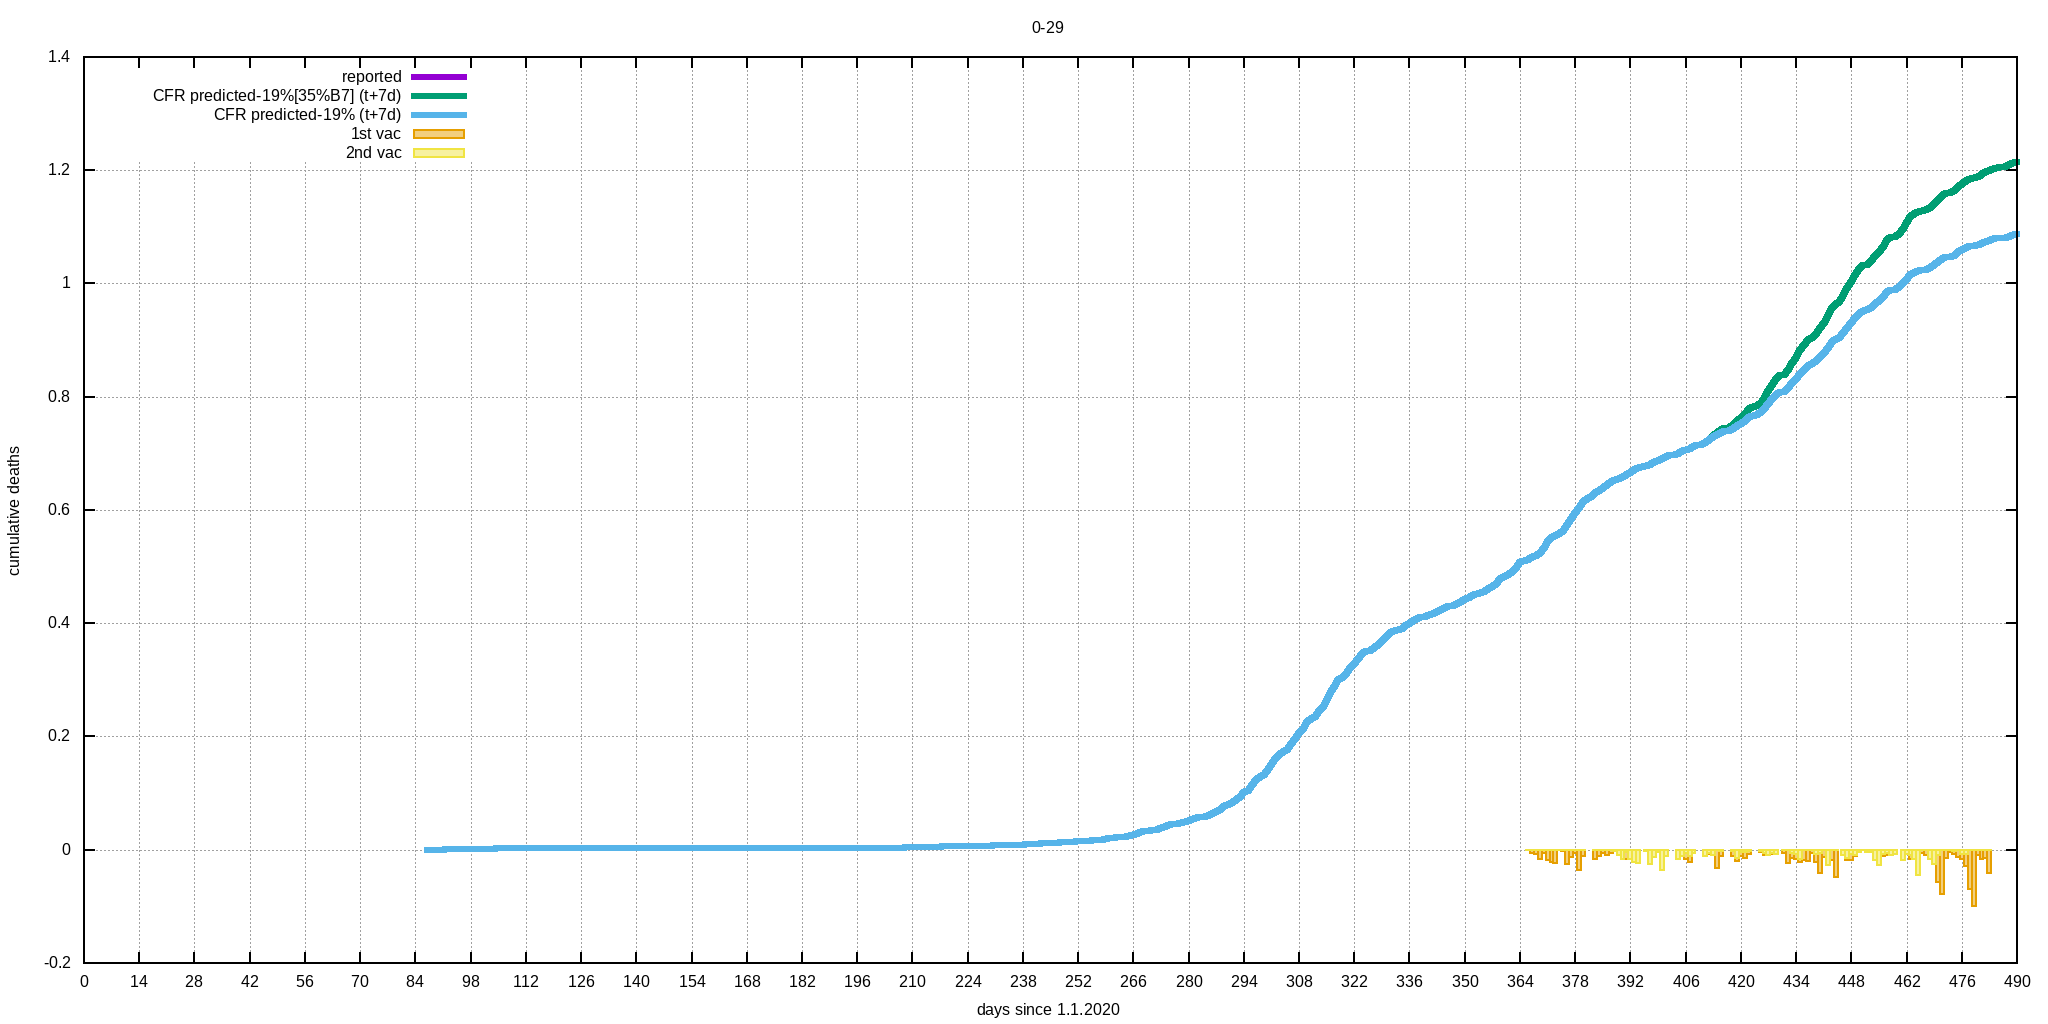 0-29
1.4
1.2
1
0.8
0.6
0.4
0.2
0
-0.2
reported
CFR predicted-19%[35%B7] (t+7d)
CFR predicted-19% (t+7d)
1st vac
2nd vac
cumulative deaths
0 14 28 42 56 70 84 98 112 126 140 154 168 182 196 210 224 238 252 266 280 294 308 322 336 350 364 378 392 406 420 434 448 462 476 490
days since 1.1.2020